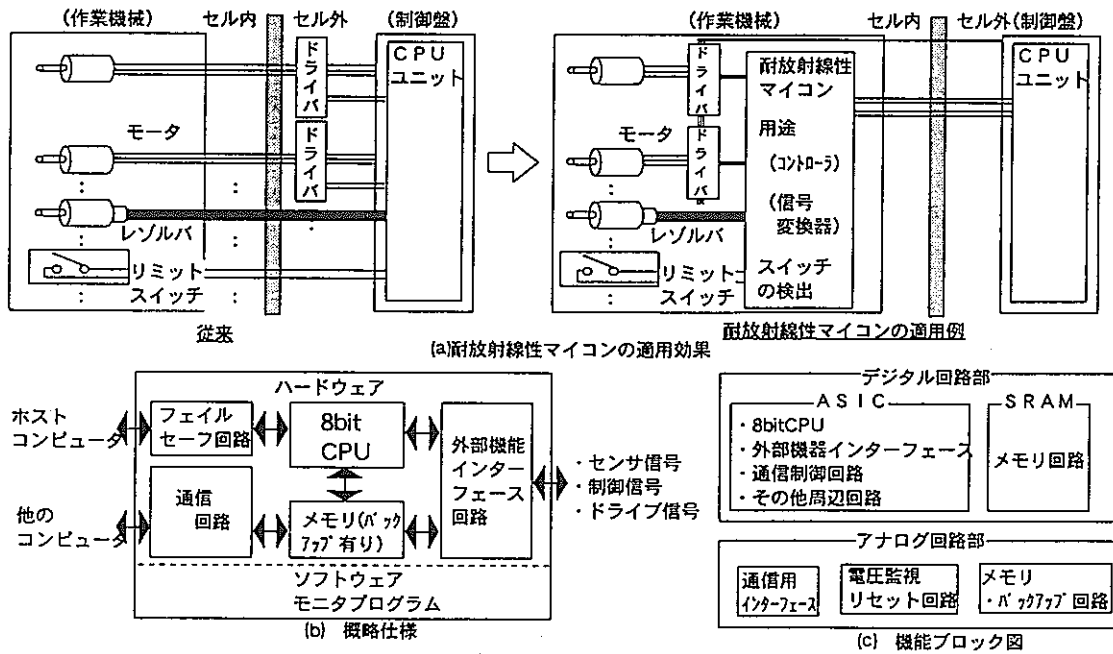 (作業機械)
セル内
セル外
(制御盤)
ドライバ
ドライバ
CPU
ユニット
モータ
レゾルバ
リミット
スイッチ
従来
(作業機械)
セル内
セル外(制御盤)
ドライバ
ドライバ
耐放射線性
マイコン
用途
(コントローラ)
(信号
変換器)
スイッチ
の検出
CPU
ユニット
モータ
レゾルバ
リミット
スイッチ
耐放射線性マイコンの適用例
(a)耐放射線性マイコンの適用効果
ハードウェア
ホスト
コンピュータ
フェイル
セーフ回路
8bit
CPU
外部機能
インター
フェース
回路
・センサ信号
・制御信号
・ドライブ信号
他の
コンピュータ
通信
回路
メモリ(バック
アップ有り)
ソフトウェア
モニタプログラム
(b) 概略仕様
デジタル回路部
ASIC
・8bitCPU
・外部機器インターフェース
・通信制御回路
・その他周辺回路
SRAM
メモリ回路
アナログ回路部
通信用
インターフェース
電圧監視
リセット回路
メモリ
・バックアップ回路
(c) 機能ブロック図